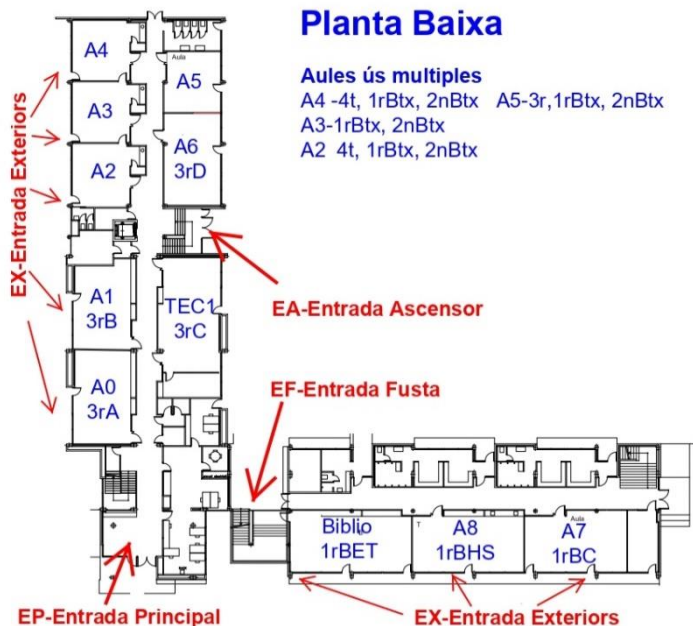 Planta Baixa
Aules ús multiples
A4 -4t, 1rBtx, 2nBtx A5-3r,1rBtx, 2nBtx
A3-1rBtx, 2nBtx
A2 4t, 1rBtx, 2nBtx
A4
Aula
A5
A3
A6
3rD
A2
EX-Entrada Exteriors
A1
3rB
TEC1
3rC
EA-Entrada Ascensor
A0
3rA
EF-Entrada Fusta
Biblio
1rBET
T
A8
1rBHS
Aula
A7
1rBC
EP-Entrada Principal
EX-Entrada Exteriors